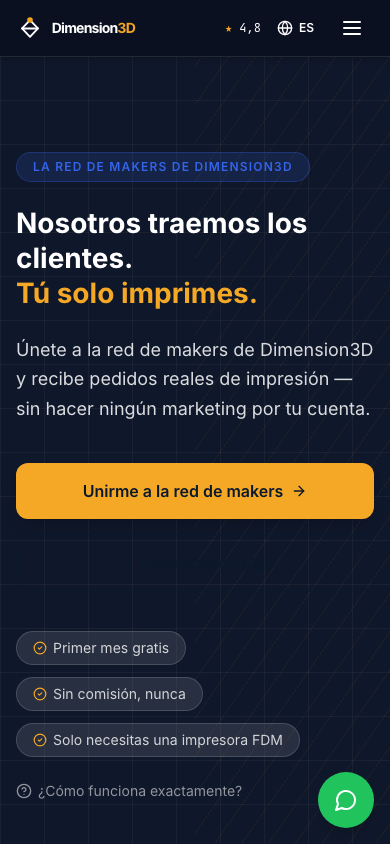 Dimension3D
★ 4,8
ES
LA RED DE MAKERS DE DIMENSION3D
Nosotros traemos los
clientes.
Tú solo imprimes.
Únete a la red de makers de Dimension3D
y recibe pedidos reales de impresión —
sin hacer ningún marketing por tu cuenta.
Unirme a la red de makers →
Primer mes gratis
Sin comisión, nunca
Solo necesitas una impresora FDM
¿Cómo funciona exactamente?